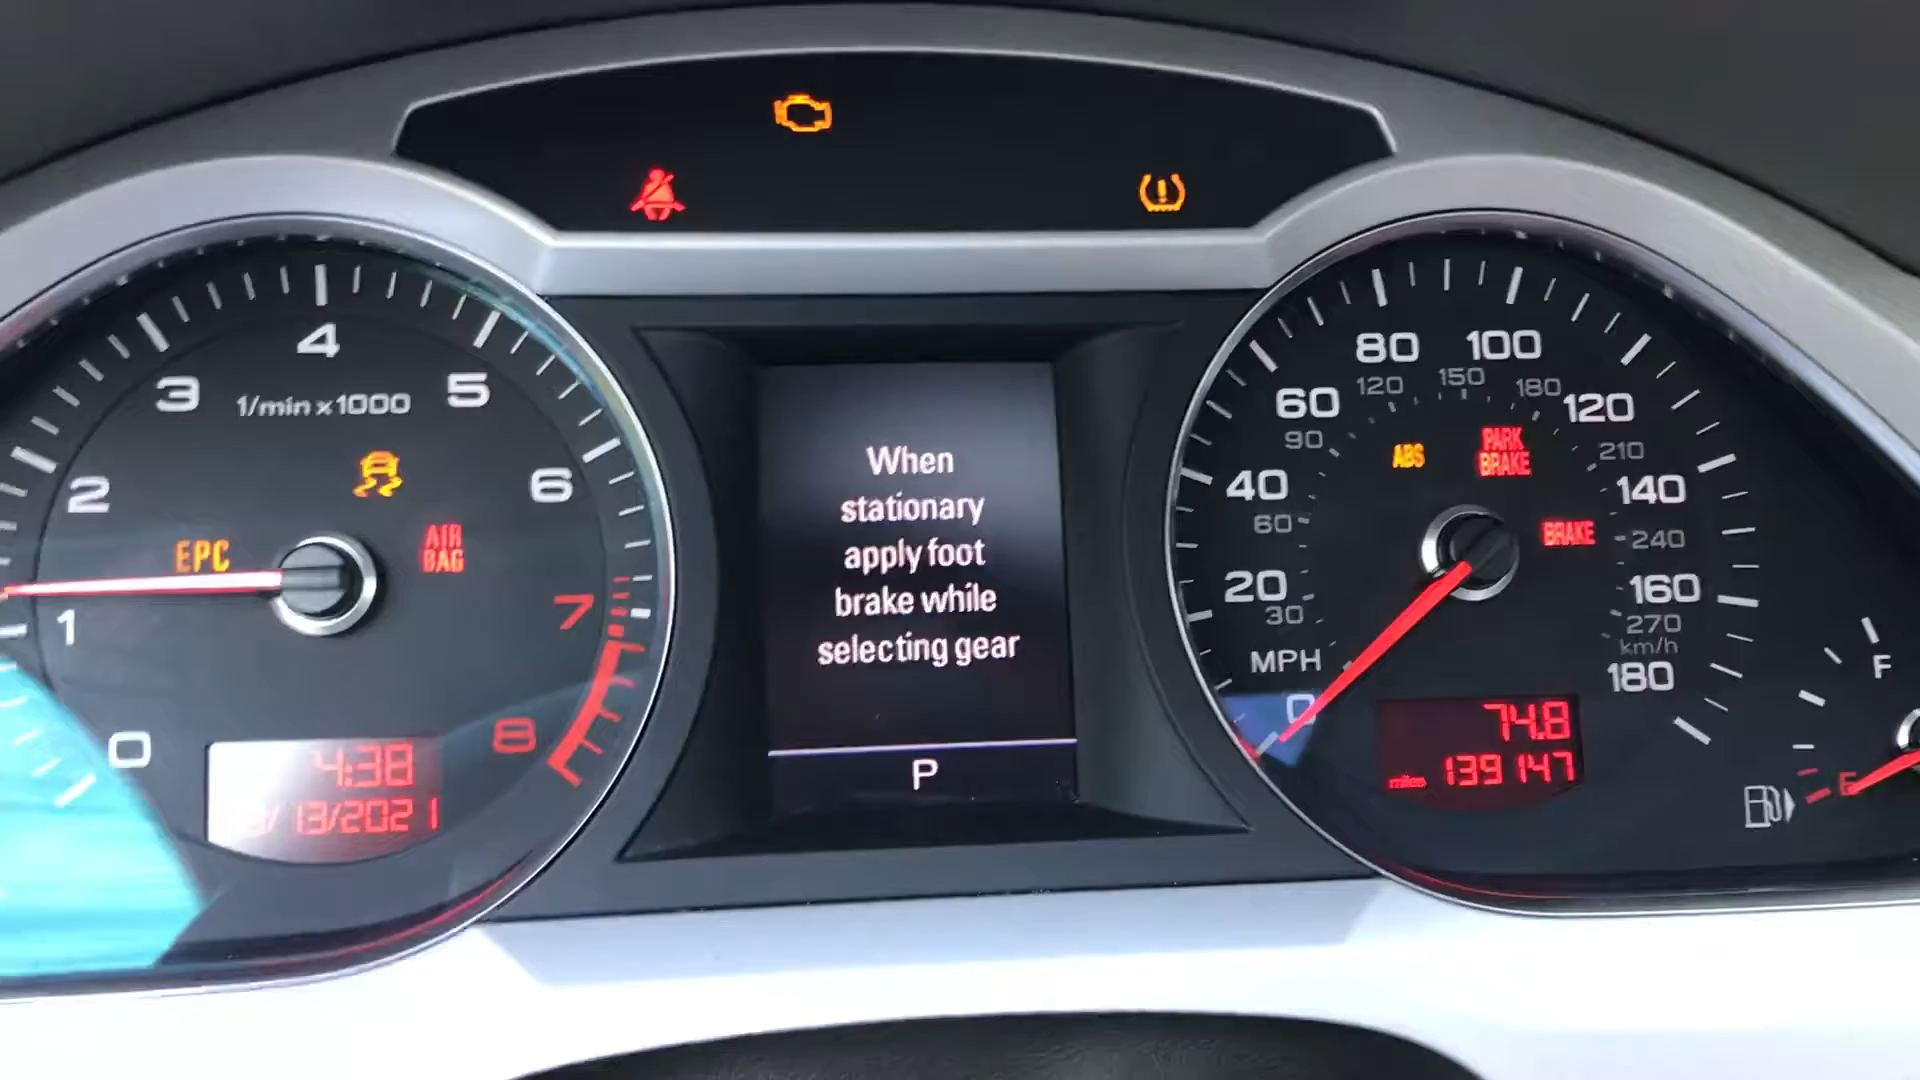 4
3
5
1/min x 1000
2
6
EPC
AIR
BAG
1
7
0
8
4:38
/13/2021
When
stationary
apply foot
brake while
selecting gear
P
80
100
120
150
180
60
120
90
ABS
PARK
BRAKE
210
40
140
60
BRAKE
240
20
160
30
270
km/h
MPH
180
0
74.8
miles 139147
F
E